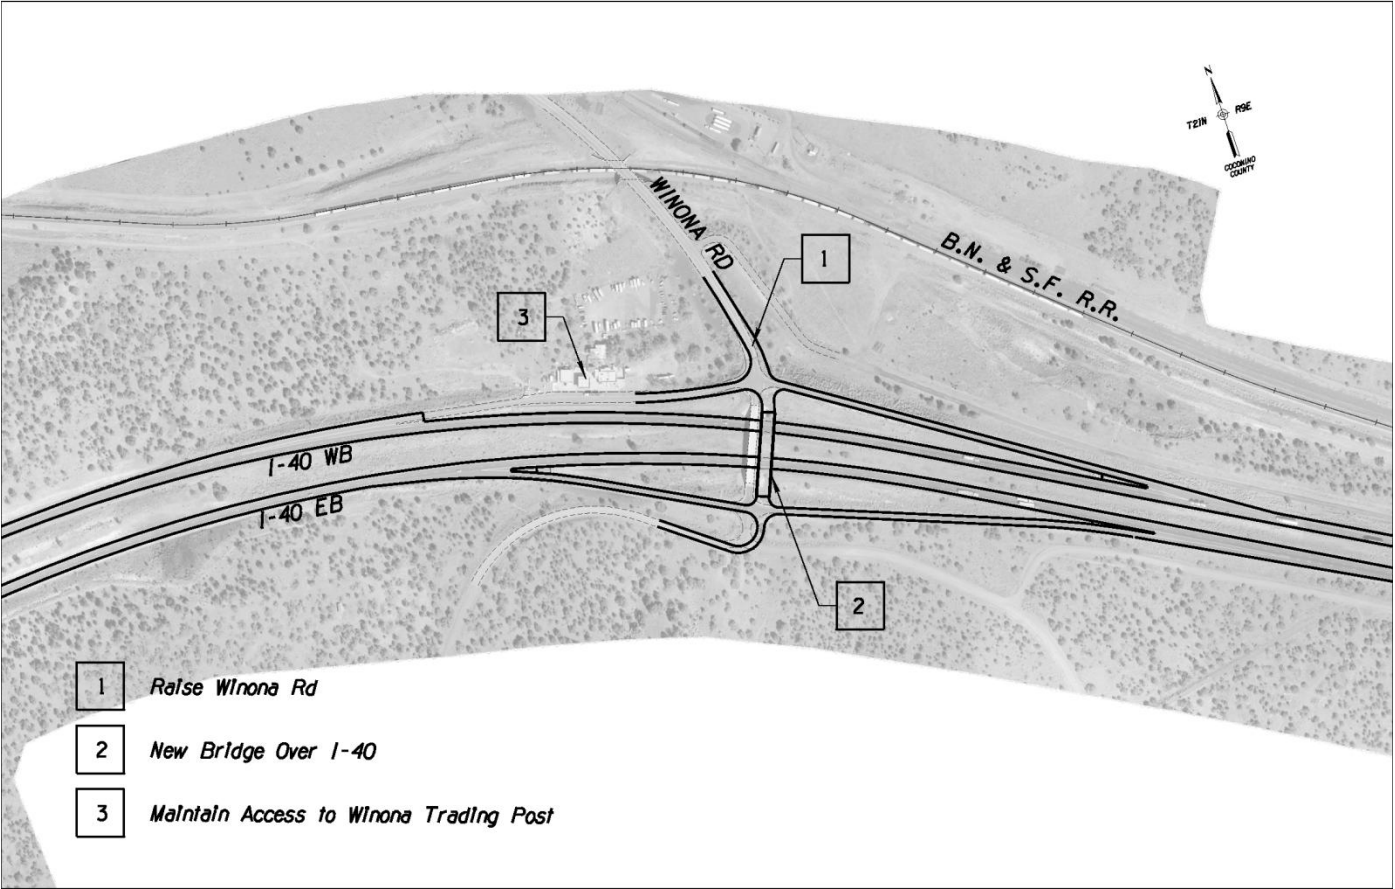 N
T21N R9E
COCONINO
COUNTY
WINONA RD
1
B.N. & S.F. R.R.
3
I-40 WB
I-40 EB
2
1 Raise Winona Rd
2 New Bridge Over I-40
3 Maintain Access to Winona Trading Post